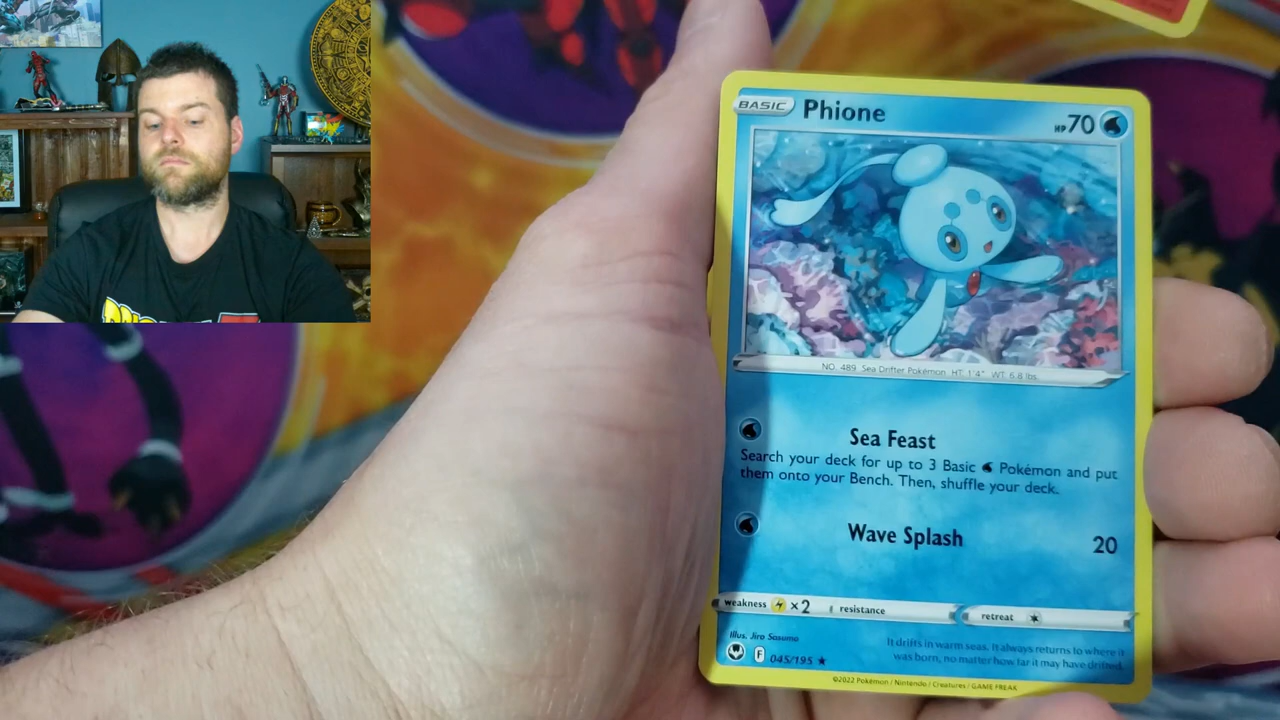 BASIC Phione HP70
NO. 489 Sea Drifter Pokémon HT: 1'4" WT: 6.8 lbs.
Sea Feast
Search your deck for up to 3 Basic Pokémon and put
them onto your Bench. Then, shuffle your deck.
Wave Splash 20
weakness ×2 resistance retreat
Illus. Jiro Sasumo
F 045/195 ★
It drifts in warm seas. It always returns to where it
was born, no matter how far it may have drifted.
©2022 Pokémon / Nintendo / Creatures / GAME FREAK